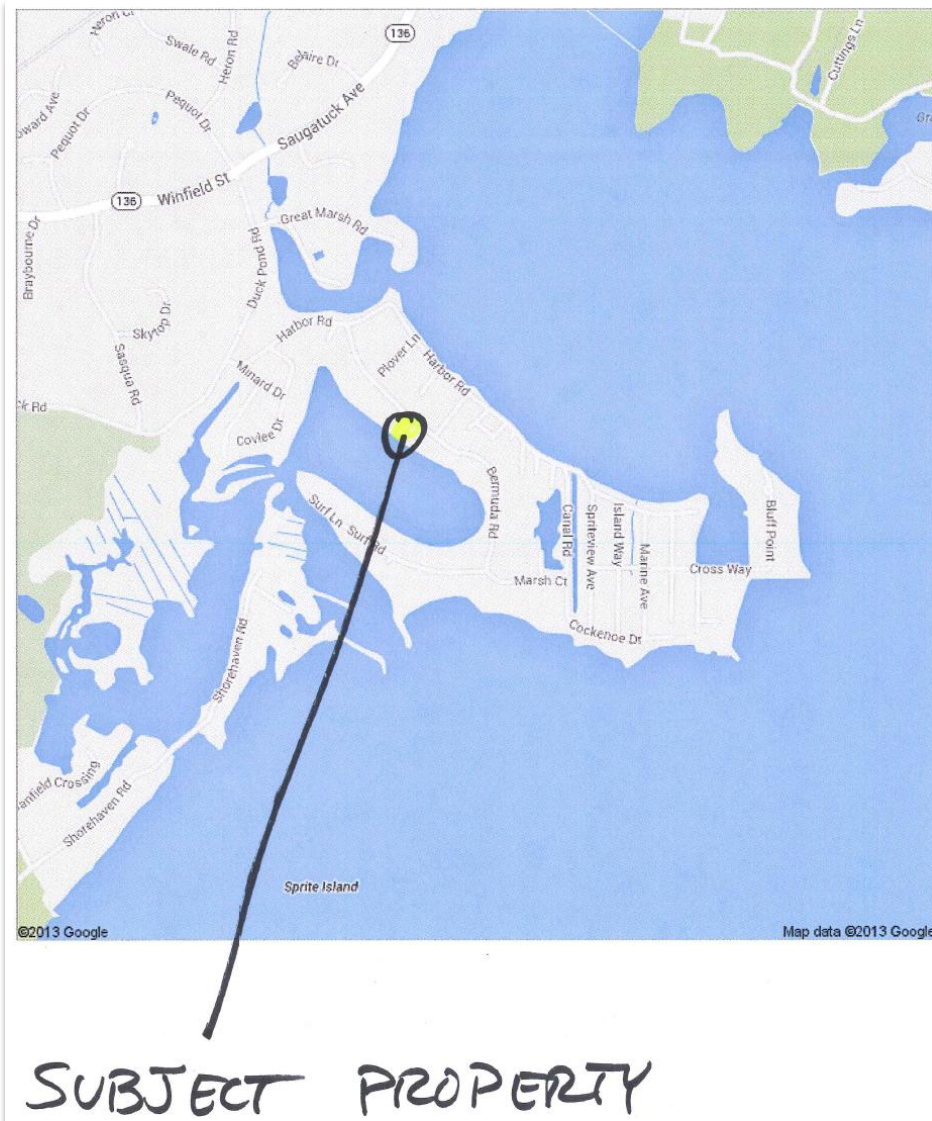 136
Swale Rd
Heron Rd
Cuttings Ln
Saugatuck Ave
Pequot Dr
Pequot Dr
136
Winfield St
Great Marsh Rd
Braybourne Dr
Duck Pond Rd
Skytop Dr
Harbor Rd
Sasqua Rd
Plover Ln
Harbor Rd
Minard Dr
Covlee Dr
Bermuda Rd
Surf Ln
Surf Rd
Canal Rd
Spriteview Ave
Island Way
Marine Ave
Bluff Point
Cross Way
Marsh Ct
Cockenoe Dr
Shorehaven Rd
anfield Crossing
Shorehaven Rd
Sprite Island
©2013 Google
Map data ©2013 Google
SUBJECT PROPERTY